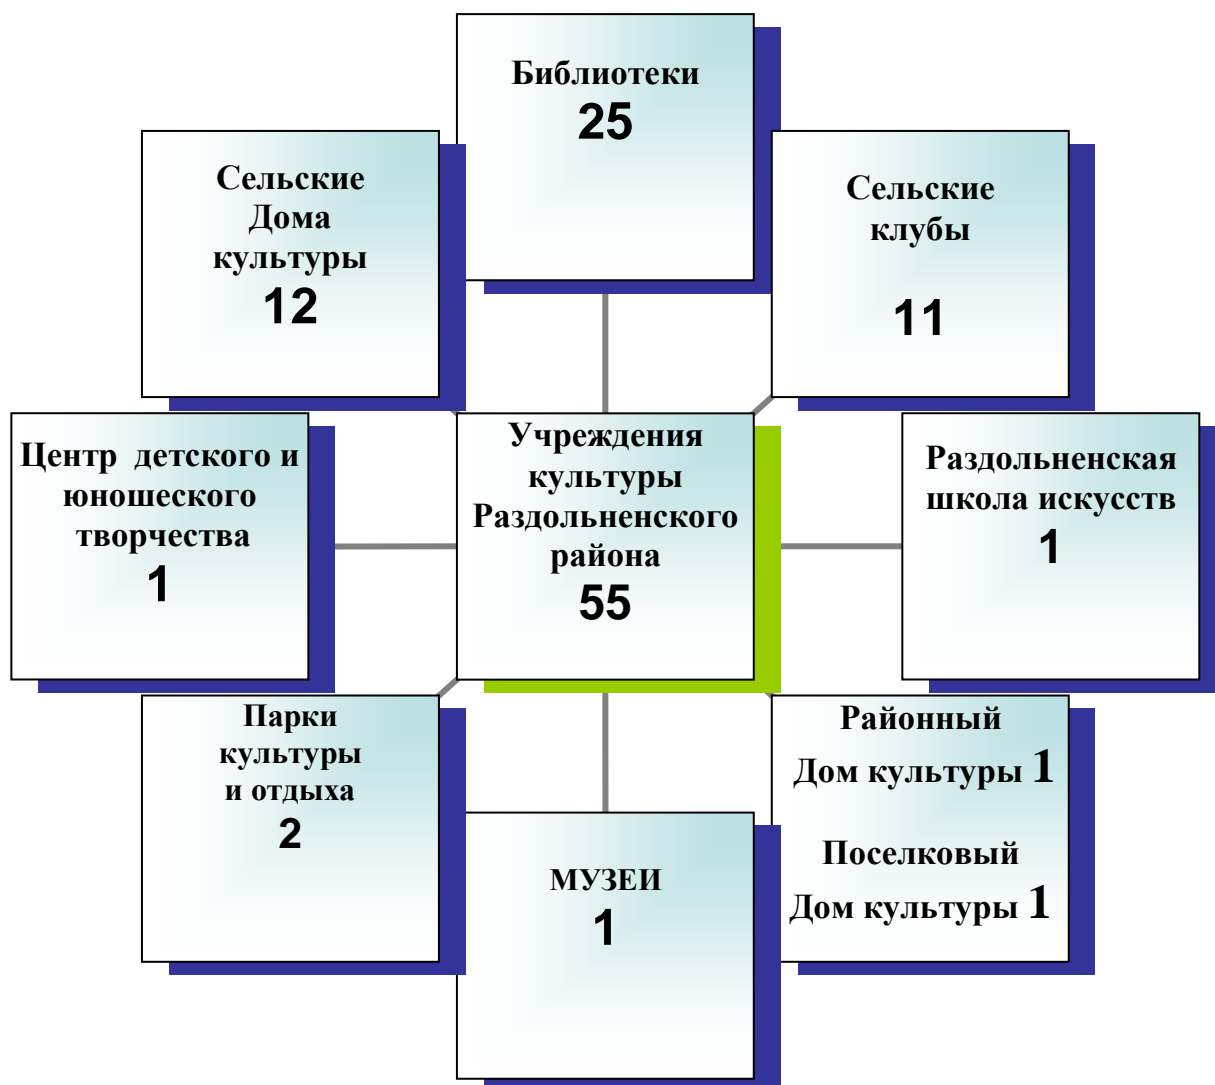 Библиотеки
25
Сельские
Дома
культуры
12
Сельские
клубы
11
Центр детского и
юношеского
творчества
1
Учреждения
культуры
Раздольненского
района
55
Раздольненская
школа искусств
1
Парки
культуры
и отдыха
2
МУЗЕИ
1
Районный
Дом культуры 1
Поселковый
Дом культуры 1